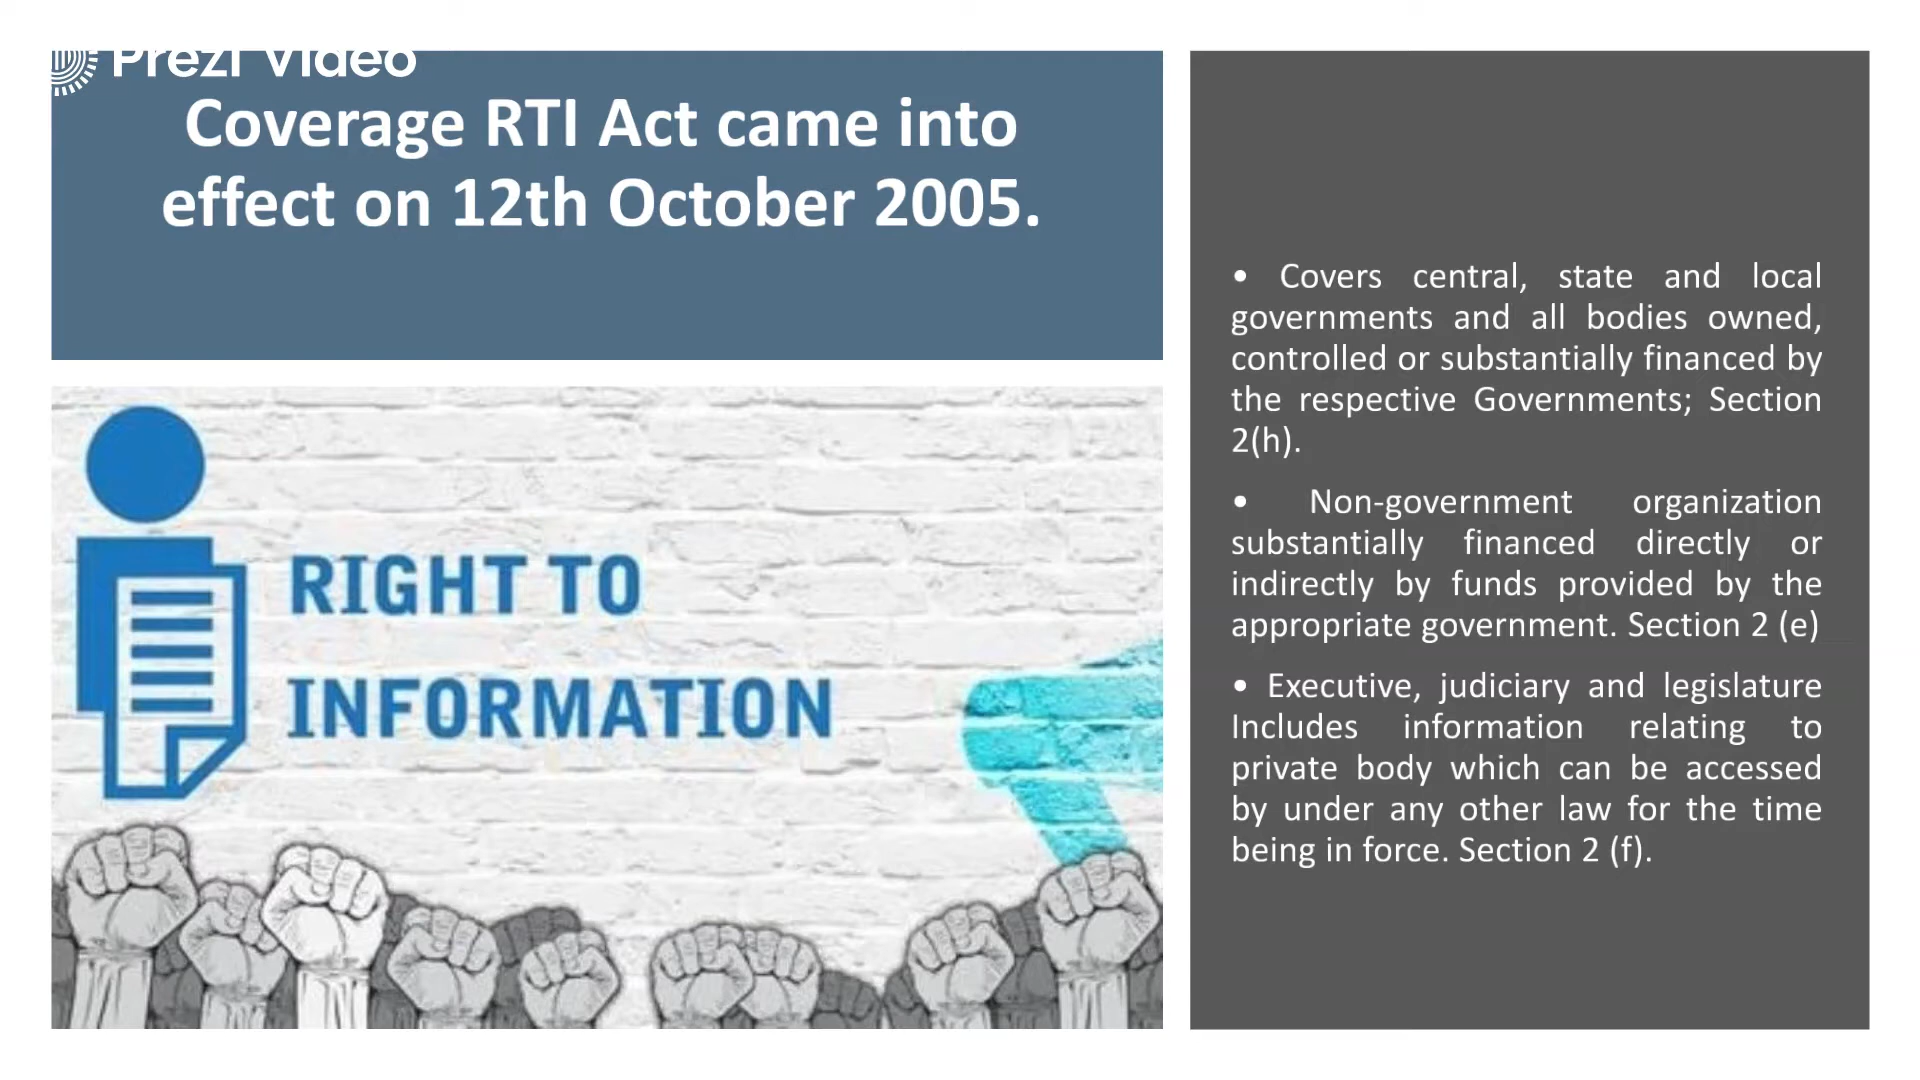 Prezi Video
Coverage RTI Act came into
effect on 12th October 2005.
RIGHT TO
INFORMATION
• Covers central, state and local
governments and all bodies owned,
controlled or substantially financed by
the respective Governments; Section
2(h).
• Non-government organization
substantially financed directly or
indirectly by funds provided by the
appropriate government. Section 2 (e)
• Executive, judiciary and legislature
Includes information relating to
private body which can be accessed
by under any other law for the time
being in force. Section 2 (f).